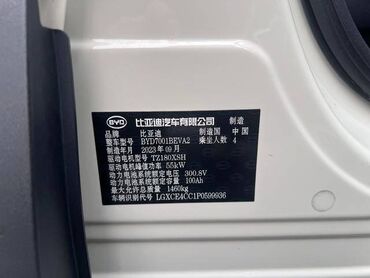 BYD 比亚迪汽车有限公司 制造
品牌 比亚迪 制造国 中国
整车型号 BYD7001BEVA2 乘坐人数 4
制造年月 2023年09月
驱动电机型号 TZ180XSH
驱动电机峰值功率 55kW
动力电池系统额定电压 300.8V
动力电池系统额定容量 100Ah
最大允许总质量 1460kg
车辆识别代号 LGXCE4CC1P0599936